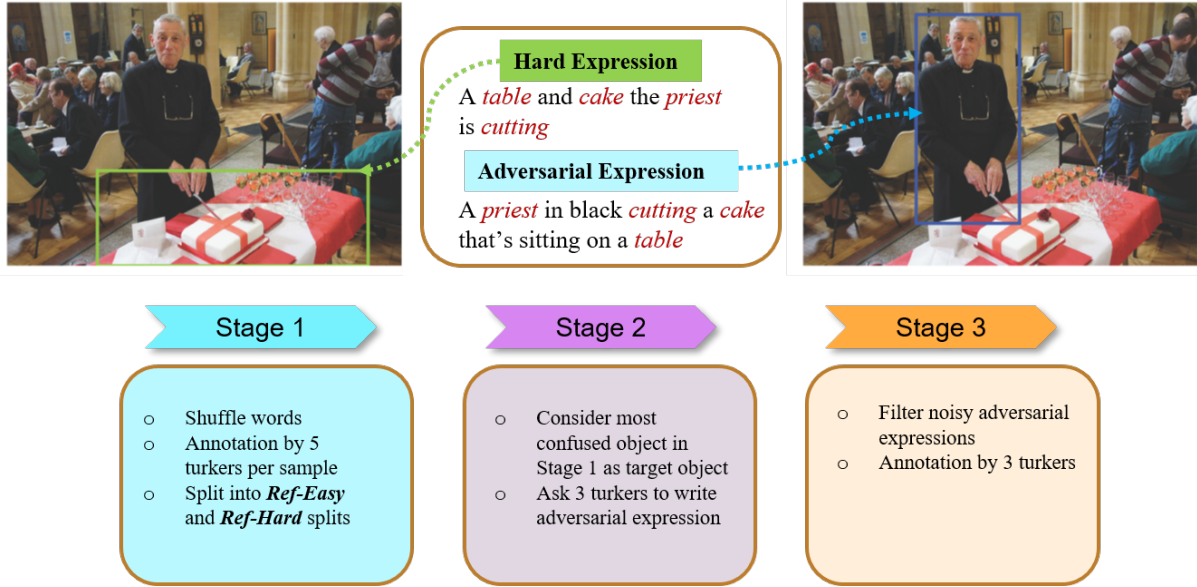 Hard Expression
A table and cake the priest
is cutting
Adversarial Expression
A priest in black cutting a cake
that's sitting on a table
Stage 1
o Shuffle words
o Annotation by 5
turkers per sample
o Split into Ref-Easy
and Ref-Hard splits
Stage 2
o Consider most
confused object in
Stage 1 as target object
o Ask 3 turkers to write
adversarial expression
Stage 3
o Filter noisy adversarial
expressions
o Annotation by 3 turkers